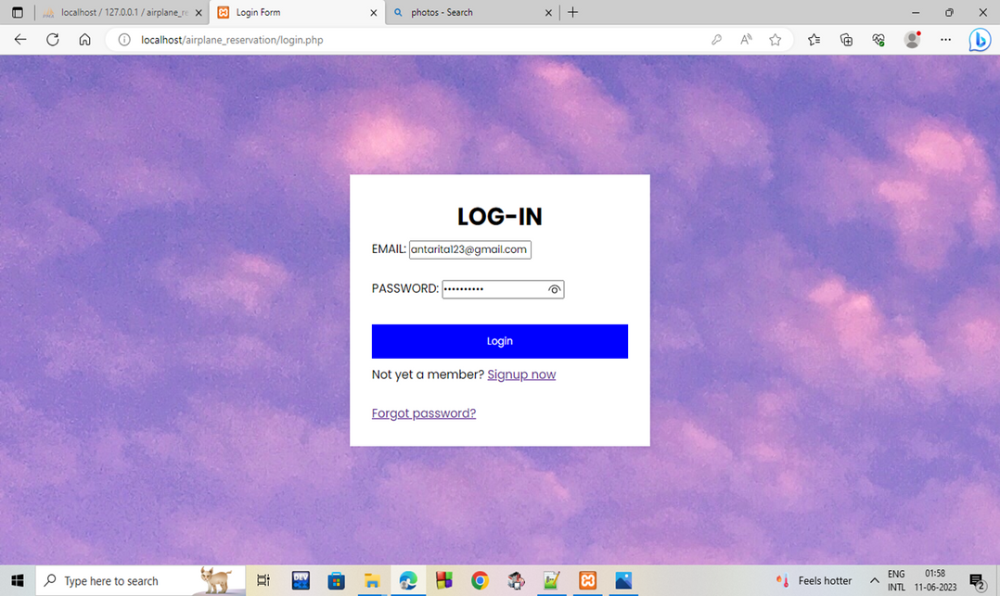 localhost / 127.0.0.1 / airplane_re
Login Form
photos - Search
localhost/airplane_reservation/login.php
LOG-IN
EMAIL: antarita123@gmail.com
PASSWORD: ••••••••••
Login
Not yet a member? Signup now
Forgot password?
Type here to search
DEV
Feels hotter
ENG
INTL
01:58
11-06-2023
2